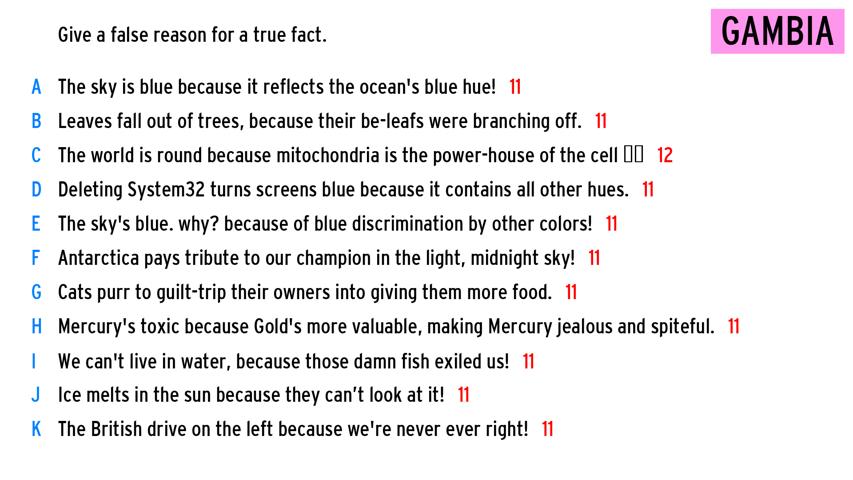 Give a false reason for a true fact.
GAMBIA
A The sky is blue because it reflects the ocean's blue hue! 11
B Leaves fall out of trees, because their be-leafs were branching off. 11
C The world is round because mitochondria is the power-house of the cell 12
D Deleting System32 turns screens blue because it contains all other hues. 11
E The sky's blue. why? because of blue discrimination by other colors! 11
F Antarctica pays tribute to our champion in the light, midnight sky! 11
G Cats purr to guilt-trip their owners into giving them more food. 11
H Mercury's toxic because Gold's more valuable, making Mercury jealous and spiteful. 11
I We can't live in water, because those damn fish exiled us! 11
J Ice melts in the sun because they can’t look at it! 11
K The British drive on the left because we're never ever right! 11